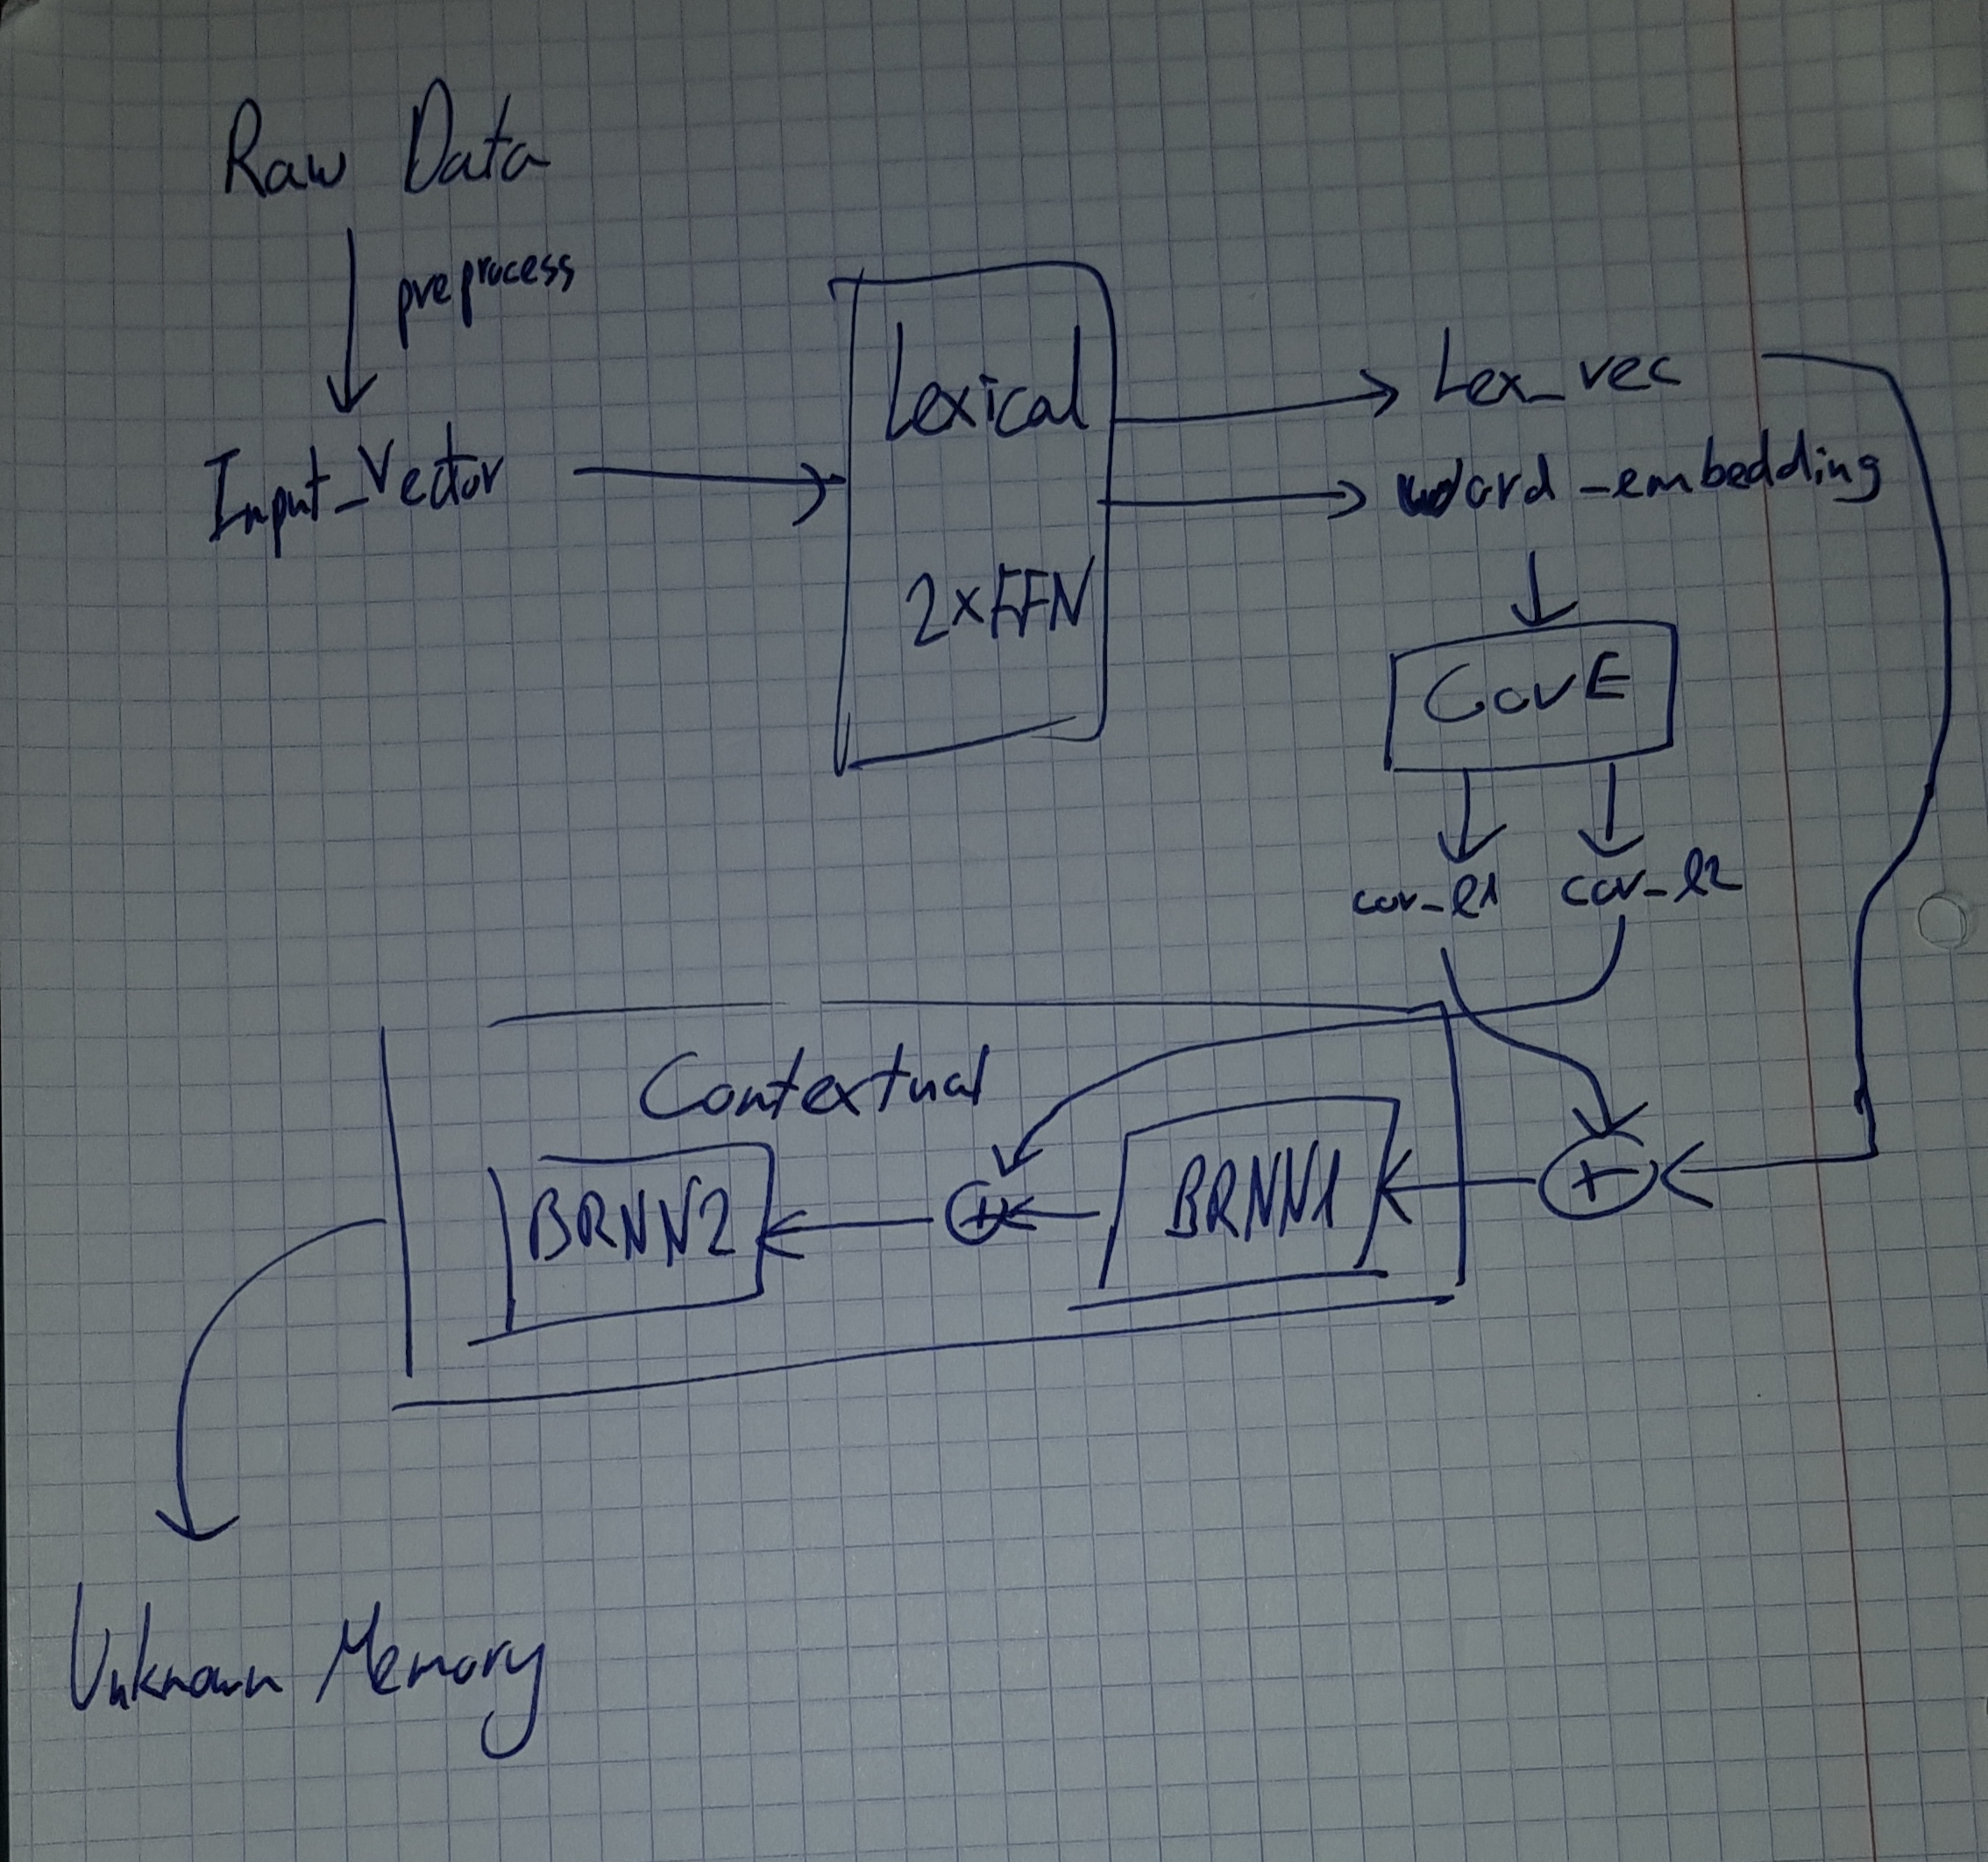 Raw Data
preprocess
Input_Vector
Lexical
2xFFN
Lex_vec
word_embedding
CovE
cov_l1
cov_l2
Contextual
+
BRNN1
+
BRNN2
Unknown Memory